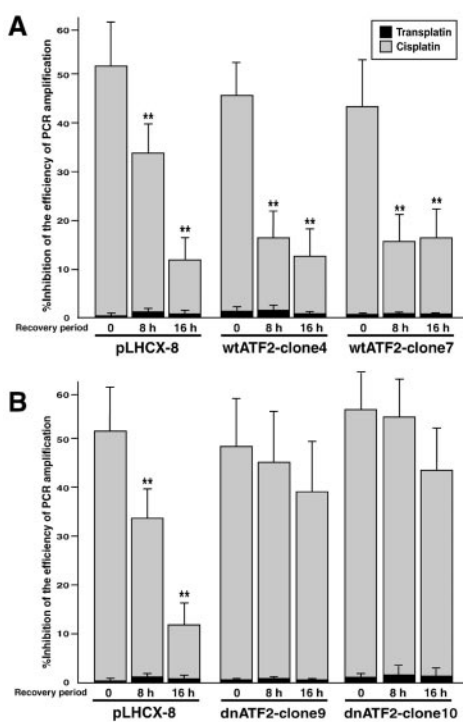 A
%Inhibition of the efficiency of PCR amplification
60
50
40
30
20
10
0
Transplatin
Cisplatin
** ** ** ** ** **
Recovery period 0 8 h 16 h 0 8 h 16 h 0 8 h 16 h
pLHCX-8 wtATF2-clone4 wtATF2-clone7
B
%Inhibition of the efficiency of PCR amplification
60
50
40
30
20
10
0
** **
Recovery period 0 8 h 16 h 0 8 h 16 h 0 8 h 16 h
pLHCX-8 dnATF2-clone9 dnATF2-clone10